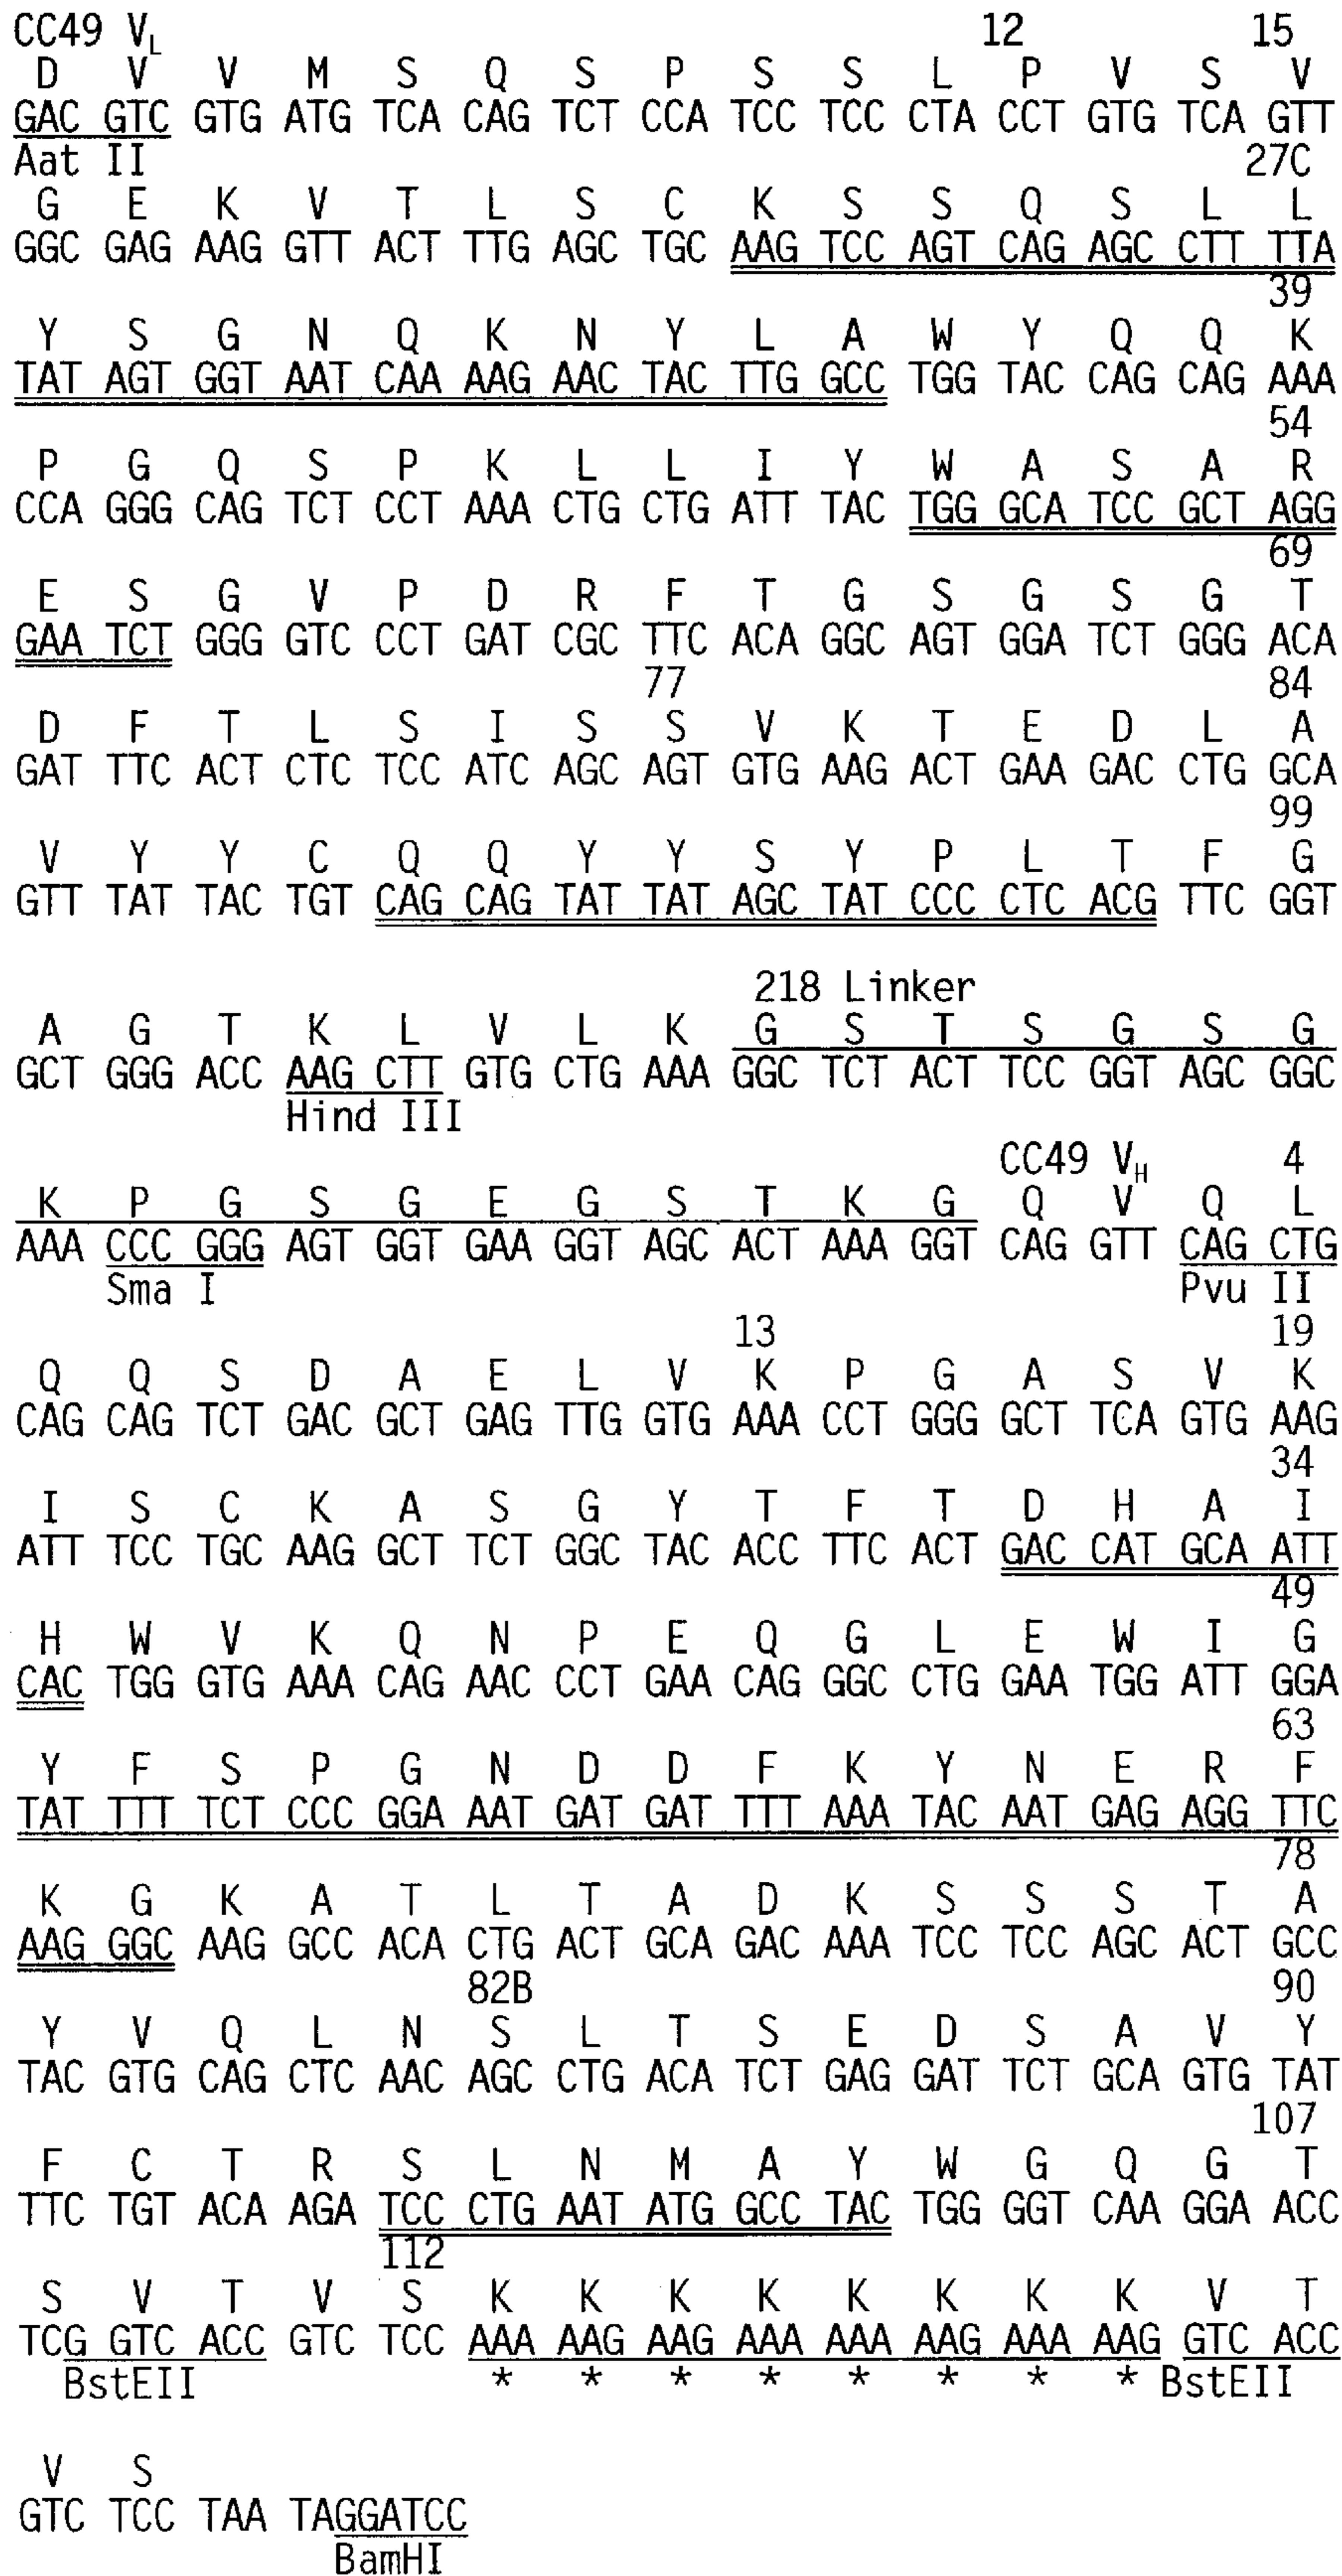 CC49 VL 12 15
D V V M S Q S P S S L P V S V
GAC GTC GTG ATG TCA CAG TCT CCA TCC TCC CTA CCT GTG TCA GTT
Aat II 27C
G E K V T L S C K S S Q S L L
GGC GAG AAG GTT ACT TTG AGC TGC AAG TCC AGT CAG AGC CTT TTA
39
Y S G N Q K N Y L A W Y Q Q K
TAT AGT GGT AAT CAA AAG AAC TAC TTG GCC TGG TAC CAG CAG AAA
54
P G Q S P K L L I Y W A S A R
CCA GGG CAG TCT CCT AAA CTG CTG ATT TAC TGG GCA TCC GCT AGG
69
E S G V P D R F T G S G S G T
GAA TCT GGG GTC CCT GAT CGC TTC ACA GGC AGT GGA TCT GGG ACA
77 84
D F T L S I S S V K T E D L A
GAT TTC ACT CTC TCC ATC AGC AGT GTG AAG ACT GAA GAC CTG GCA
99
V Y Y C Q Q Y Y S Y P L T F G
GTT TAT TAC TGT CAG CAG TAT TAT AGC TAT CCC CTC ACG TTC GGT
218 Linker
A G T K L V L K G S T S G S G
GCT GGG ACC AAG CTT GTG CTG AAA GGC TCT ACT TCC GGT AGC GGC
Hind III
CC49 VH 4
K P G S G E G S T K G Q V Q L
AAA CCC GGG AGT GGT GAA GGT AGC ACT AAA GGT CAG GTT CAG CTG
Sma I Pvu II
13 19
Q Q S D A E L V K P G A S V K
CAG CAG TCT GAC GCT GAG TTG GTG AAA CCT GGG GCT TCA GTG AAG
34
I S C K A S G Y T F T D H A I
ATT TCC TGC AAG GCT TCT GGC TAC ACC TTC ACT GAC CAT GCA ATT
49
H W V K Q N P E Q G L E W I G
CAC TGG GTG AAA CAG AAC CCT GAA CAG GGC CTG GAA TGG ATT GGA
63
Y F S P G N D D F K Y N E R F
TAT TTT TCT CCC GGA AAT GAT GAT TTT AAA TAC AAT GAG AGG TTC
78
K G K A T L T A D K S S S T A
AAG GGC AAG GCC ACA CTG ACT GCA GAC AAA TCC TCC AGC ACT GCC
82B 90
Y V Q L N S L T S E D S A V Y
TAC GTG CAG CTC AAC AGC CTG ACA TCT GAG GAT TCT GCA GTG TAT
107
F C T R S L N M A Y W G Q G T
TTC TGT ACA AGA TCC CTG AAT ATG GCC TAC TGG GGT CAA GGA ACC
112
S V T V S K K K K K K K K V T
TCG GTC ACC GTC TCC AAA AAG AAG AAA AAA AAG AAA AAG GTC ACC
BstEII * * * * * * * * BstEII
V S
GTC TCC TAA TAGGATCC
BamHI